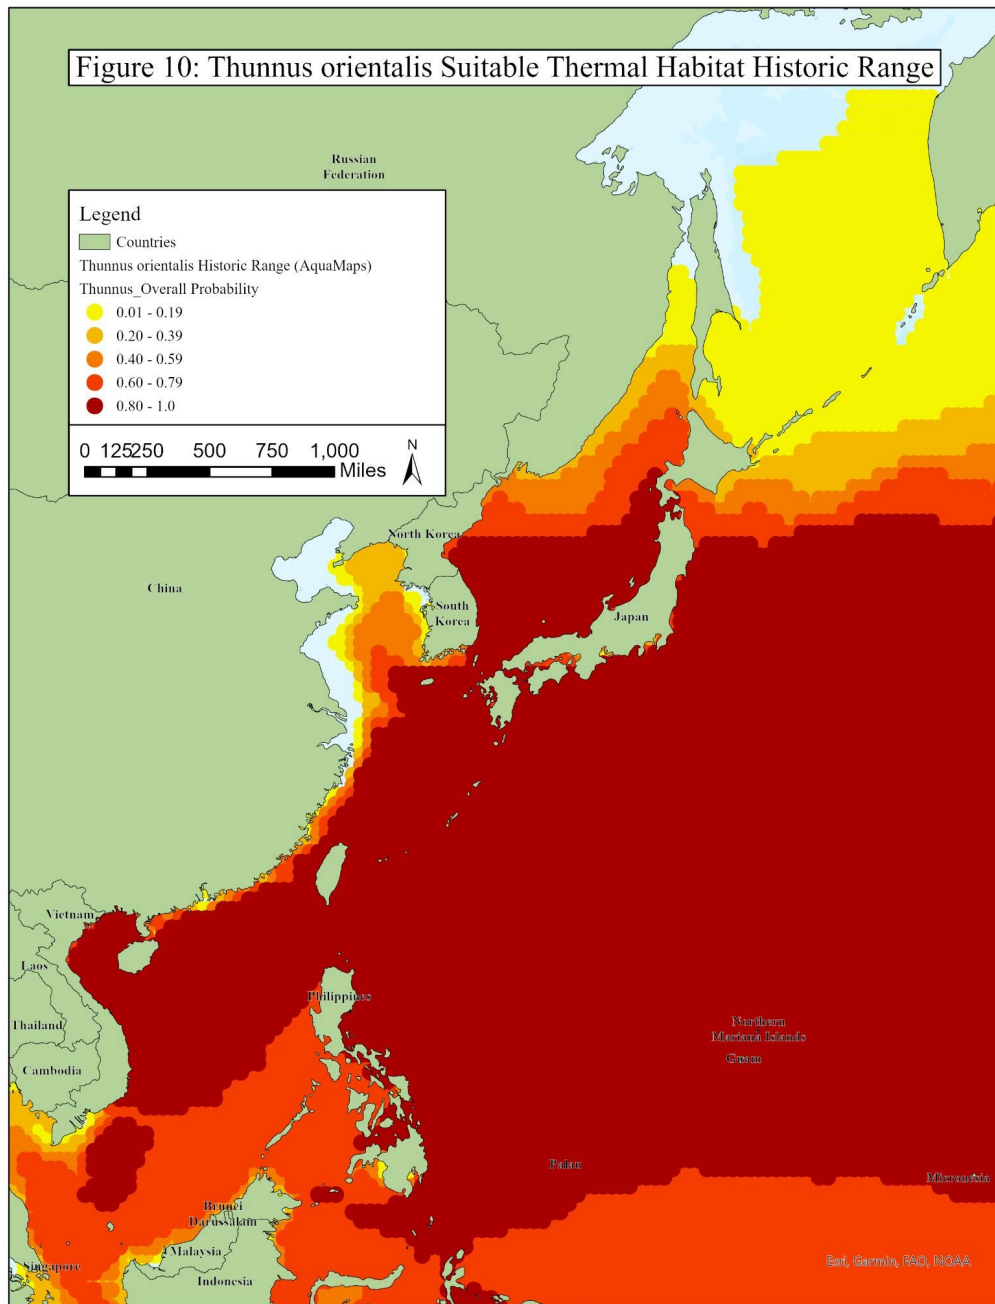 Figure 10: Thunnus orientalis Suitable Thermal Habitat Historic Range
Russian
Federation
Legend
Countries
Thunnus orientalis Historic Range (AquaMaps)
Thunnus_Overall Probability
0.01 - 0.19
0.20 - 0.39
0.40 - 0.59
0.60 - 0.79
0.80 - 1.0
0 125250 500 750 1,000
Miles
N
North Korea
China
South
Korea
Japan
Vietnam
Laos
Philippines
Thailand
Northern
Mariana Islands
Guam
Cambodia
Palau
Micronesia
Brunei
Darussalam
Malaysia
Singapore
Indonesia
Esri, Garmin, FAO, NOAA